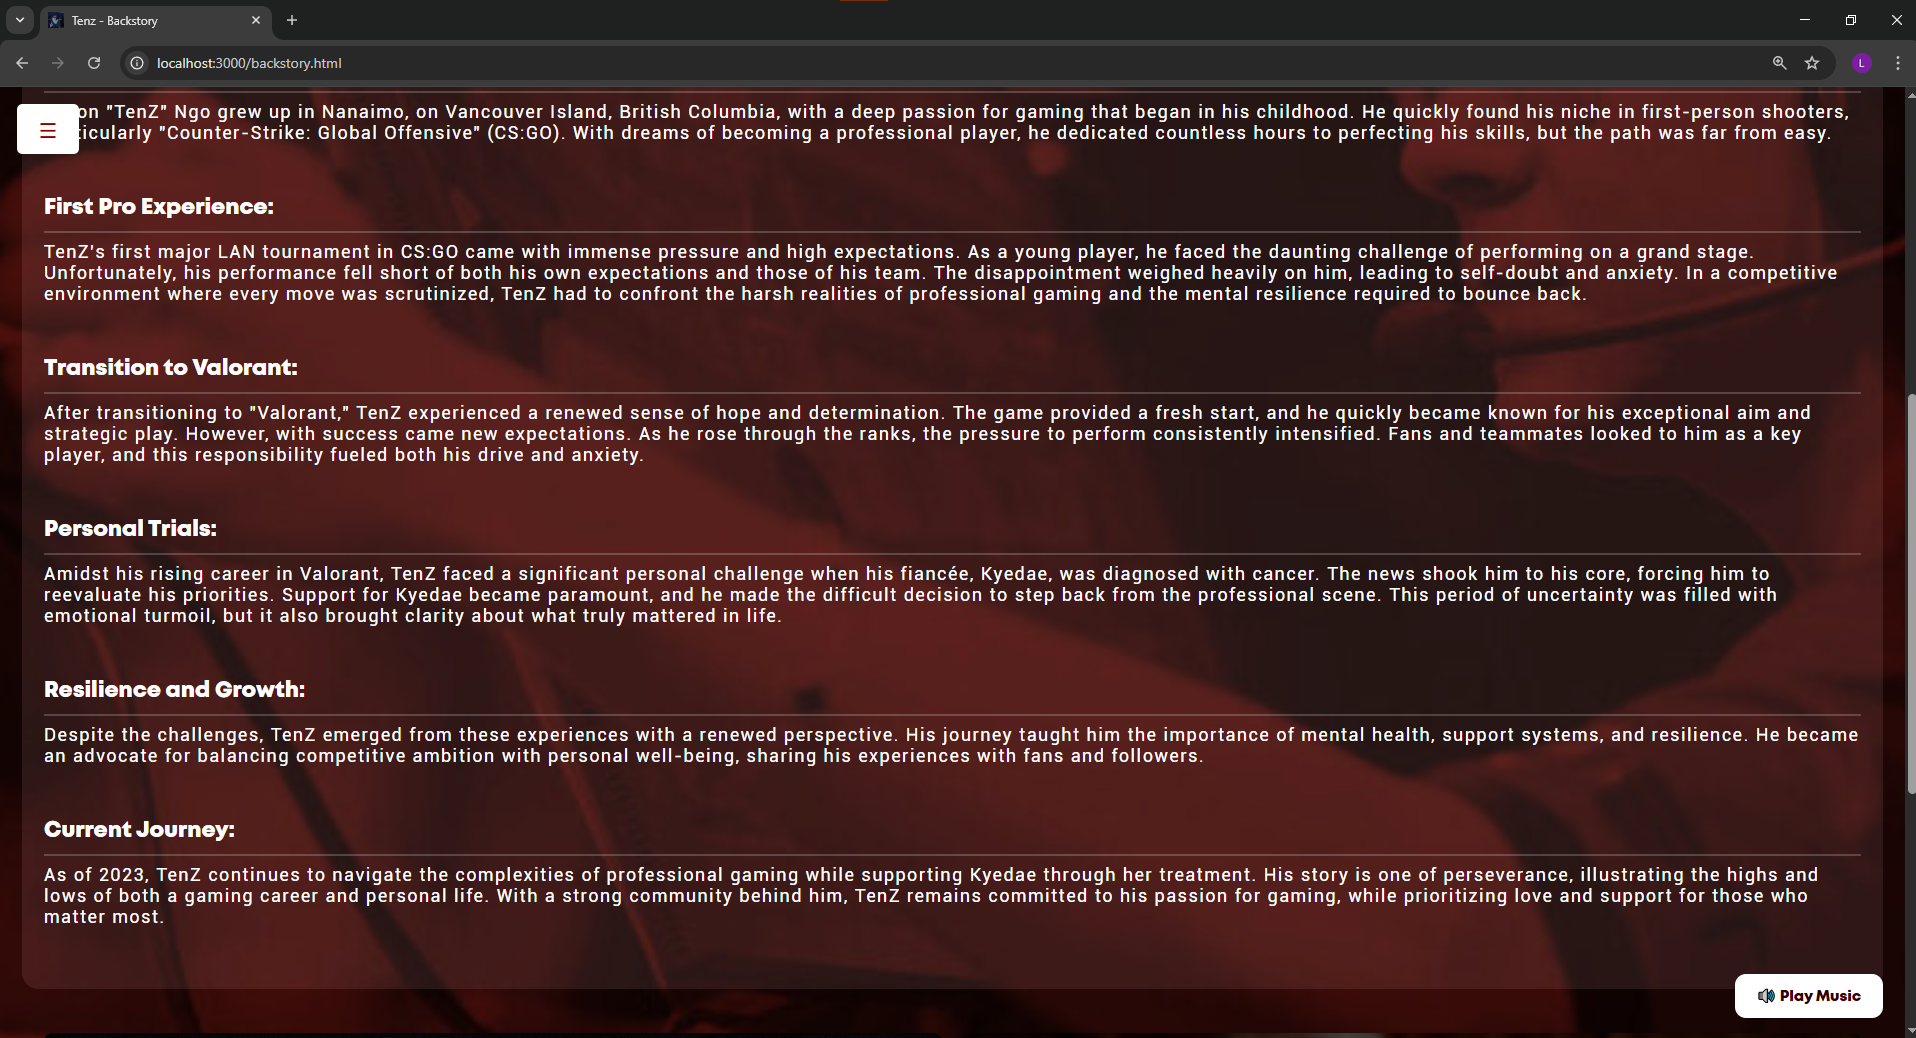 Tenz - Backstory
localhost:3000/backstory.html
L
on "TenZ" Ngo grew up in Nanaimo, on Vancouver Island, British Columbia, with a deep passion for gaming that began in his childhood. He quickly found his niche in first-person shooters,
ticularly "Counter-Strike: Global Offensive" (CS:GO). With dreams of becoming a professional player, he dedicated countless hours to perfecting his skills, but the path was far from easy.
First Pro Experience:
TenZ's first major LAN tournament in CS:GO came with immense pressure and high expectations. As a young player, he faced the daunting challenge of performing on a grand stage.
Unfortunately, his performance fell short of both his own expectations and those of his team. The disappointment weighed heavily on him, leading to self-doubt and anxiety. In a competitive
environment where every move was scrutinized, TenZ had to confront the harsh realities of professional gaming and the mental resilience required to bounce back.
Transition to Valorant:
After transitioning to "Valorant," TenZ experienced a renewed sense of hope and determination. The game provided a fresh start, and he quickly became known for his exceptional aim and
strategic play. However, with success came new expectations. As he rose through the ranks, the pressure to perform consistently intensified. Fans and teammates looked to him as a key
player, and this responsibility fueled both his drive and anxiety.
Personal Trials:
Amidst his rising career in Valorant, TenZ faced a significant personal challenge when his fiancée, Kyedae, was diagnosed with cancer. The news shook him to his core, forcing him to
reevaluate his priorities. Support for Kyedae became paramount, and he made the difficult decision to step back from the professional scene. This period of uncertainty was filled with
emotional turmoil, but it also brought clarity about what truly mattered in life.
Resilience and Growth:
Despite the challenges, TenZ emerged from these experiences with a renewed perspective. His journey taught him the importance of mental health, support systems, and resilience. He became
an advocate for balancing competitive ambition with personal well-being, sharing his experiences with fans and followers.
Current Journey:
As of 2023, TenZ continues to navigate the complexities of professional gaming while supporting Kyedae through her treatment. His story is one of perseverance, illustrating the highs and
lows of both a gaming career and personal life. With a strong community behind him, TenZ remains committed to his passion for gaming, while prioritizing love and support for those who
matter most.
Play Music